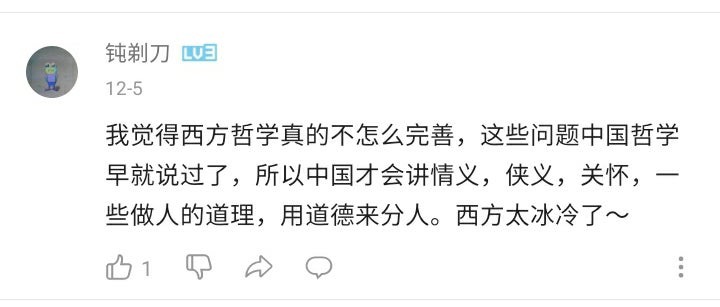 钝剃刀 LV3
12-5
我觉得西方哲学真的不怎么完善，这些问题中国哲学
早就说过了，所以中国才会讲情义，侠义，关怀，一
些做人的道理，用道德来分人。西方太冰冷了～
1